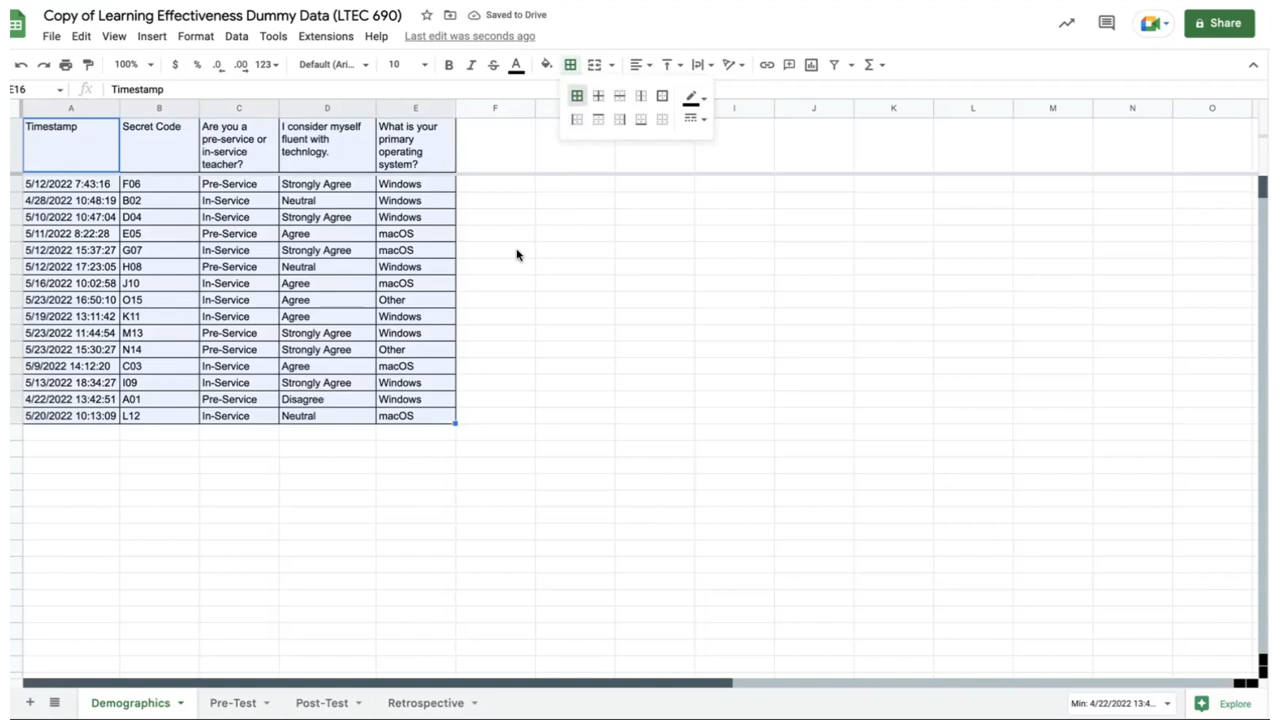 Copy of Learning Effectiveness Dummy Data (LTEC 690) Saved to Drive
File Edit View Insert Format Data Tools Extensions Help Last edit was seconds ago
Share
100% $ % .0 .00 123 Default (Ari... 10 B I S A
E16 fx Timestamp
A B C D E F I J K L M N O
Timestamp Secret Code Are you a pre-service or in-service teacher? I consider myself fluent with technlogy. What is your primary operating system?
5/12/2022 7:43:16 F06 Pre-Service Strongly Agree Windows
4/28/2022 10:48:19 B02 In-Service Neutral Windows
5/10/2022 10:47:04 D04 In-Service Strongly Agree Windows
5/11/2022 8:22:28 E05 Pre-Service Agree macOS
5/12/2022 15:37:27 G07 In-Service Strongly Agree macOS
5/12/2022 17:23:05 H08 Pre-Service Neutral Windows
5/16/2022 10:02:58 J10 In-Service Agree macOS
5/23/2022 16:50:10 O15 In-Service Agree Other
5/19/2022 13:11:42 K11 In-Service Agree Windows
5/23/2022 11:44:54 M13 Pre-Service Strongly Agree Windows
5/23/2022 15:30:27 N14 Pre-Service Strongly Agree Other
5/9/2022 14:12:20 C03 In-Service Agree macOS
5/13/2022 18:34:27 I09 In-Service Strongly Agree Windows
4/22/2022 13:42:51 A01 Pre-Service Disagree Windows
5/20/2022 10:13:09 L12 In-Service Neutral macOS
Demographics Pre-Test Post-Test Retrospective Min: 4/22/2022 13:4... Explore